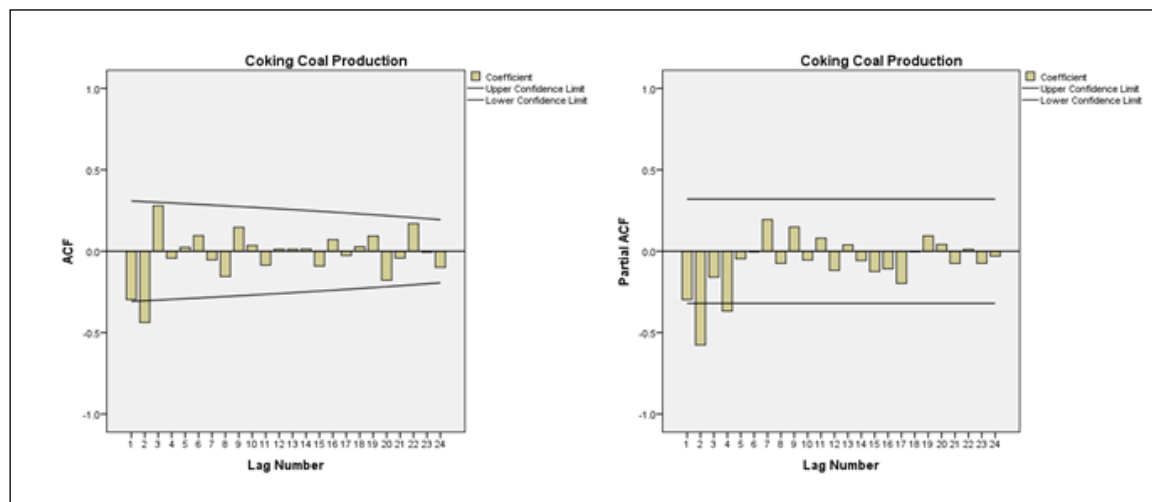 Coking Coal Production
Coefficient
Upper Confidence Limit
Lower Confidence Limit
1.0
0.5
0.0
-0.5
-1.0
ACF
1 2 3 4 5 6 7 8 9 10 11 12 13 14 15 16 17 18 19 20 21 22 23 24
Lag Number
Coking Coal Production
Coefficient
Upper Confidence Limit
Lower Confidence Limit
1.0
0.5
0.0
-0.5
-1.0
Partial ACF
1 2 3 4 5 6 7 8 9 10 11 12 13 14 15 16 17 18 19 20 21 22 23 24
Lag Number